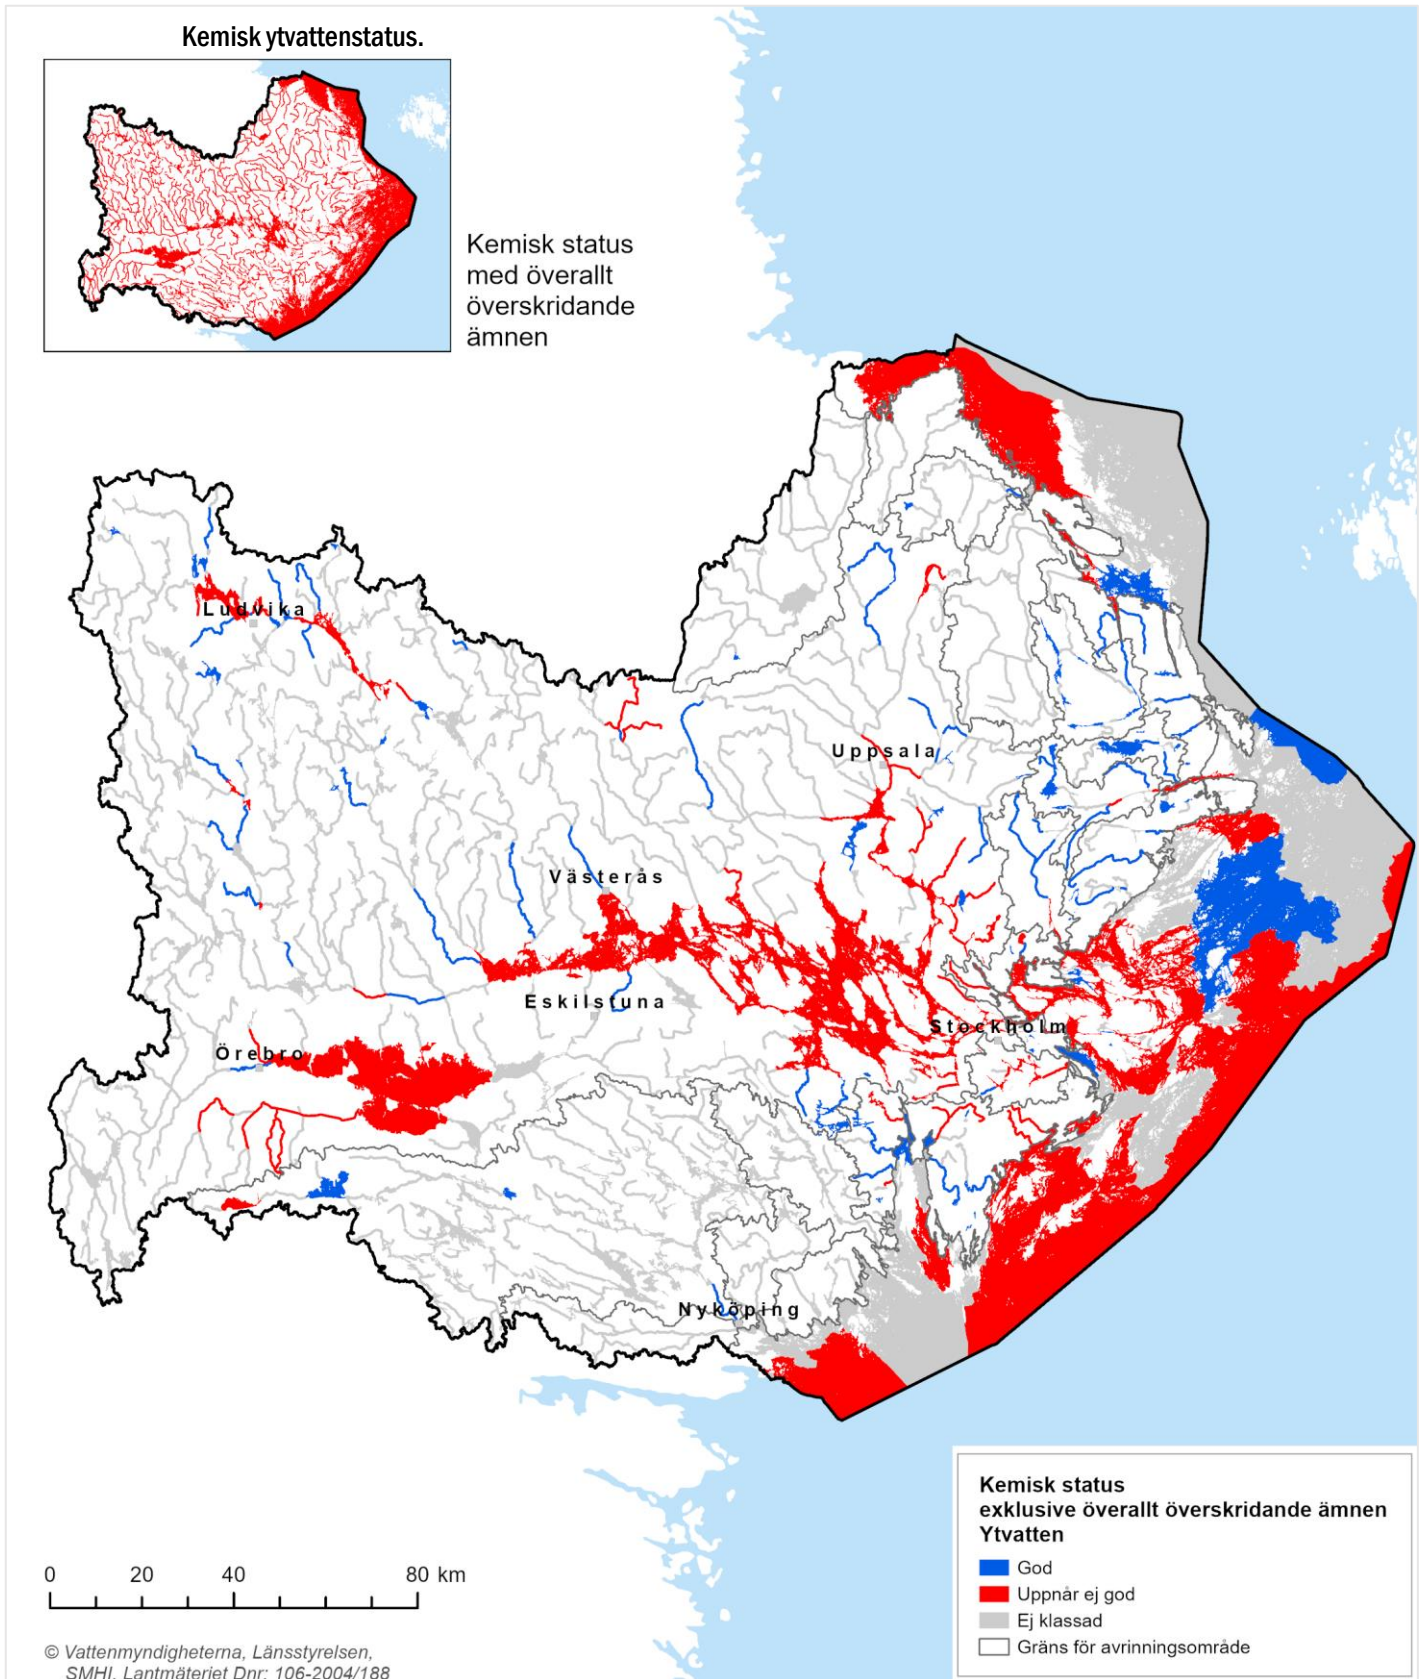 Kemisk ytvattenstatus.
Kemisk status
med överallt
överskridande
ämnen
Ludvika
Uppsala
Västerås
Eskilstuna
Stockholm
Örebro
Nyköping
Kemisk status
exklusive överallt överskridande ämnen
Ytvatten
God
Uppnår ej god
Ej klassad
Gräns för avrinningsområde
0 20 40 80 km
© Vattenmyndigheterna, Länsstyrelsen,
SMHI, Lantmäteriet Dnr: 106-2004/188